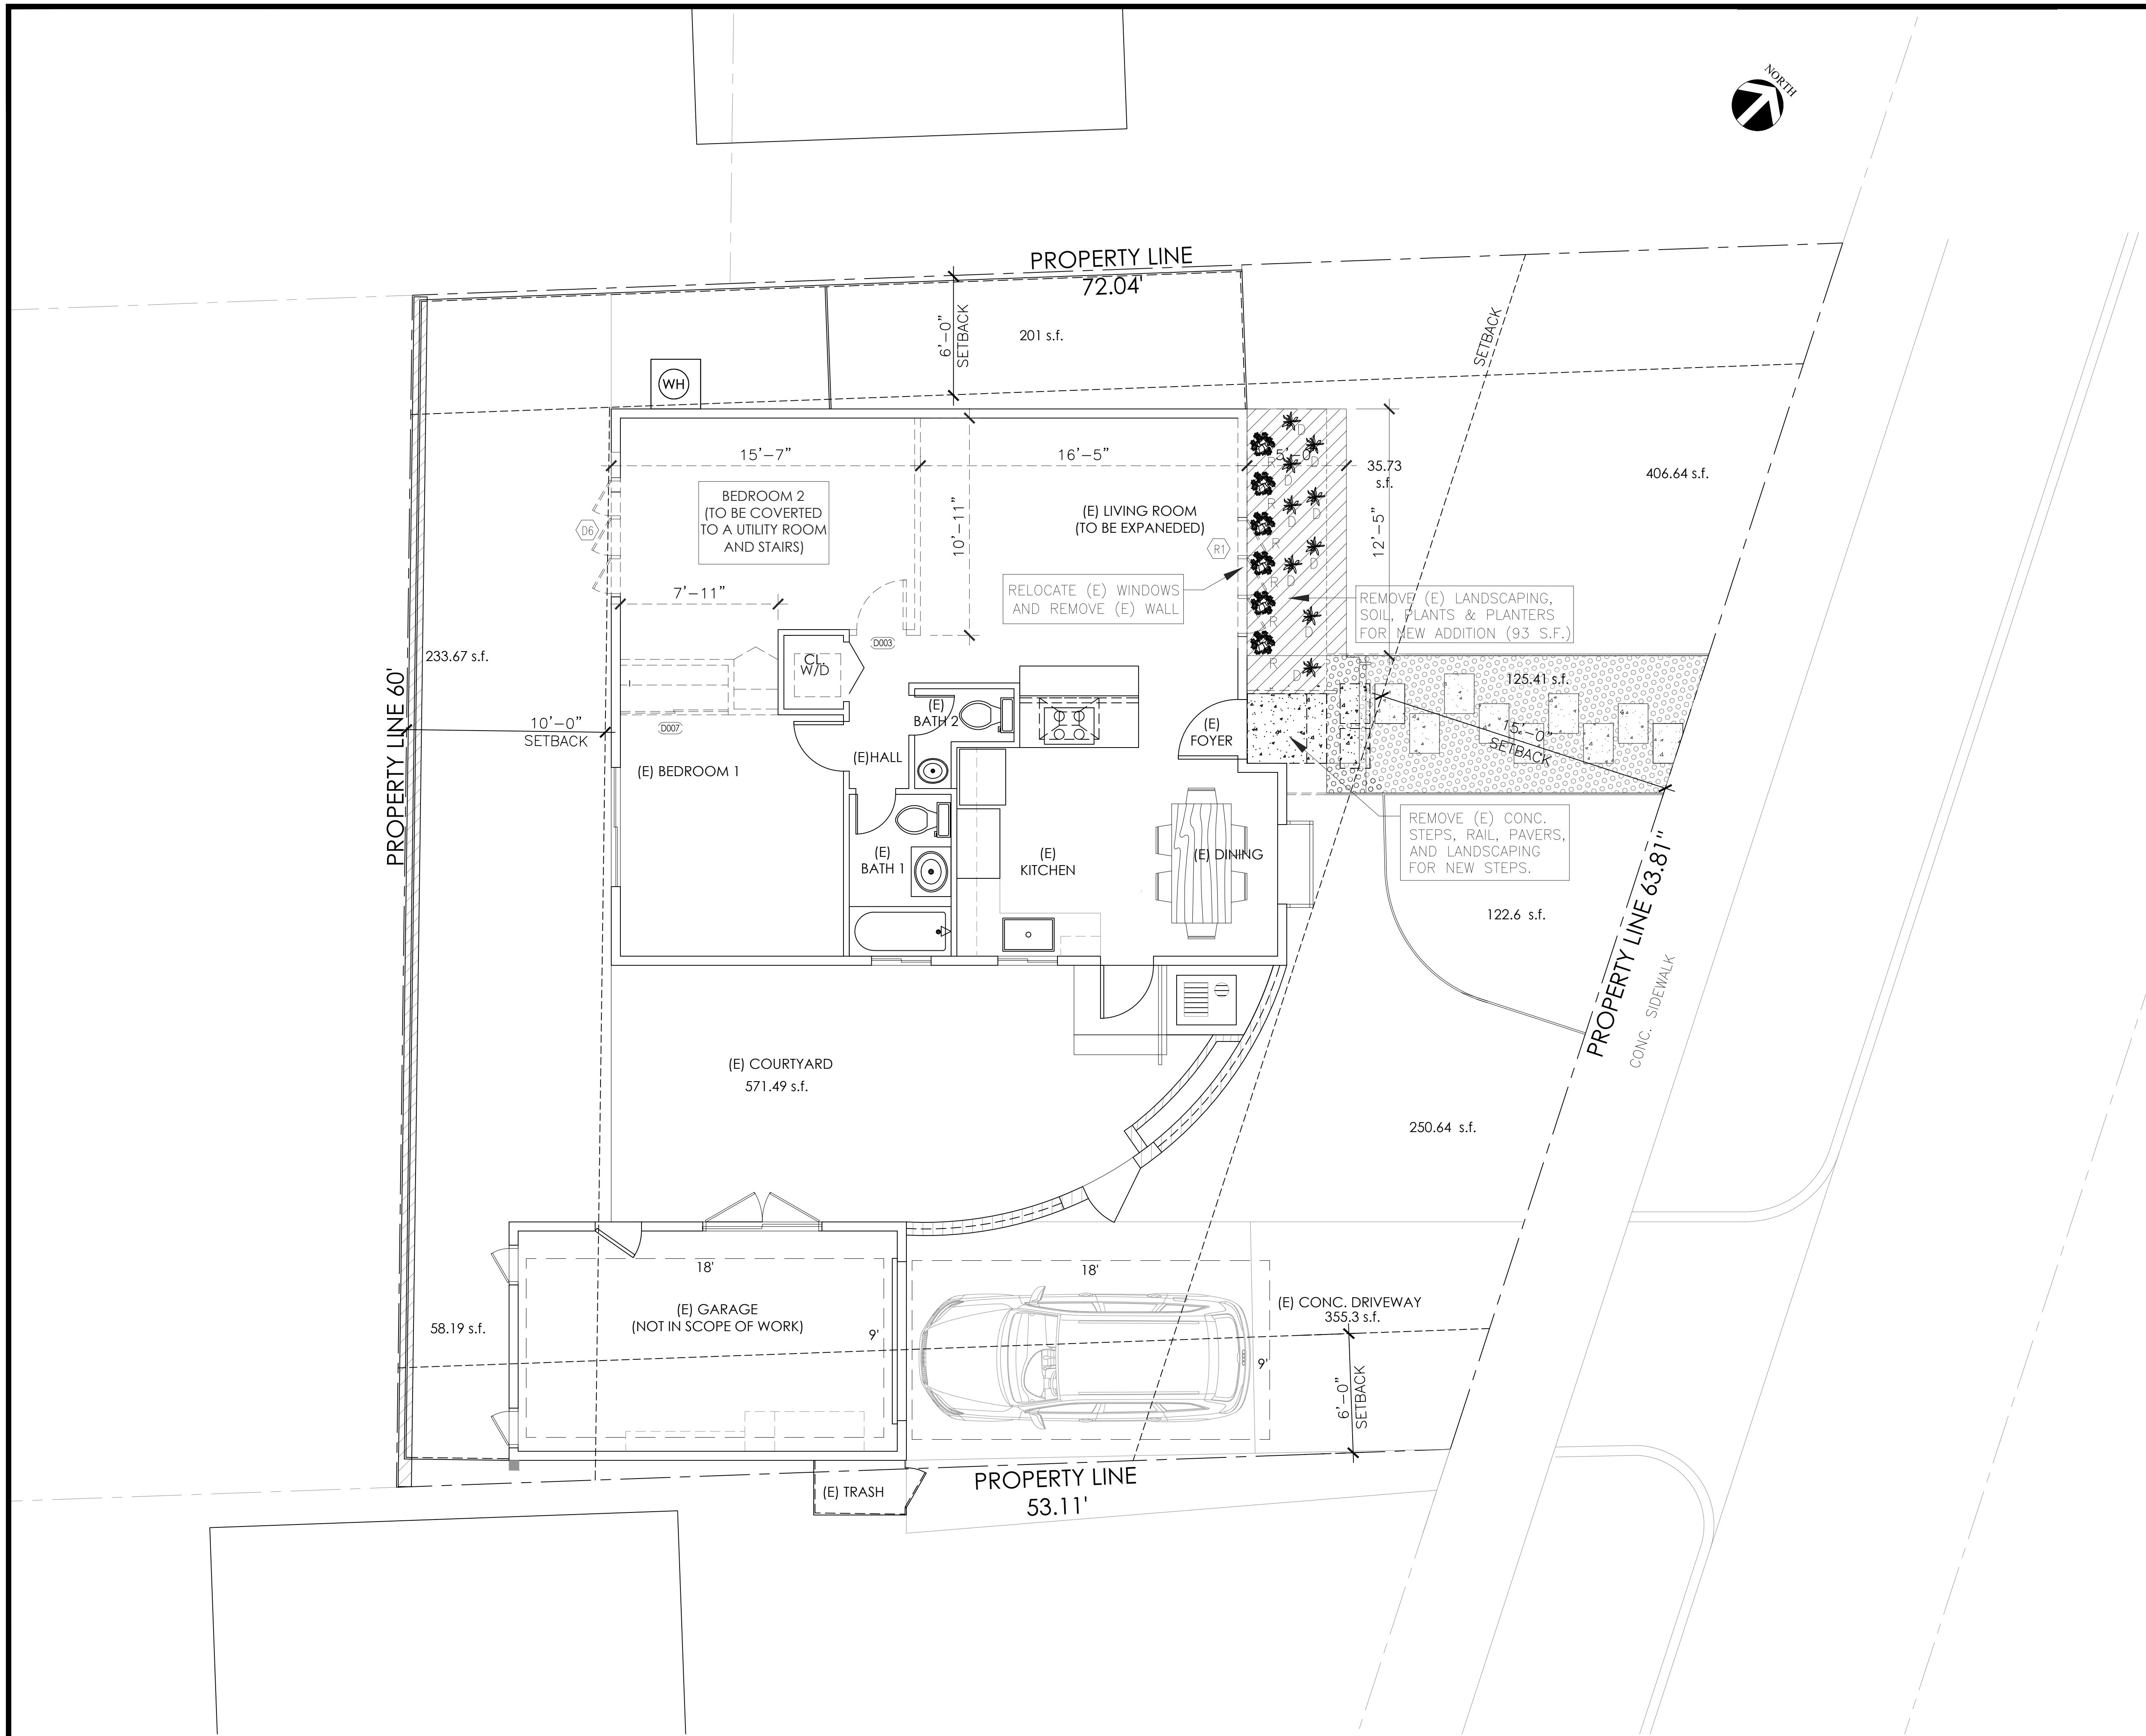 NORTH
PROPERTY LINE
72.04'
6'-0"
SETBACK
201 s.f.
SETBACK
WH
15'-7"
16'-5"
5'-0"
35.73
s.f.
406.64 s.f.
BEDROOM 2
(TO BE COVERTED
TO A UTILITY ROOM
AND STAIRS)
10'-11"
(E) LIVING ROOM
(TO BE EXPANEDED)
12'-5"
D6
R1
7'-11"
RELOCATE (E) WINDOWS
AND REMOVE (E) WALL
REMOVE (E) LANDSCAPING,
SOIL, PLANTS & PLANTERS
FOR NEW ADDITION (93 S.F.)
D
D
R
D
D
R
D
D
R
D
R
D
R
D
R
D
D003
CL.
W/D
233.67 s.f.
PROPERTY LINE 60'
10'-0"
SETBACK
D007
(E)
BATH 2
(E)
FOYER
125.41 s.f.
15'-0"
SETBACK
(E) BEDROOM 1
(E)HALL
(E)
BATH 1
(E)
KITCHEN
(E) DINING
REMOVE (E) CONC.
STEPS, RAIL, PAVERS,
AND LANDSCAPING
FOR NEW STEPS.
122.6 s.f.
PROPERTY LINE 63.81"
CONC. SIDEWALK
(E) COURTYARD
571.49 s.f.
250.64 s.f.
18'
18'
(E) GARAGE
(NOT IN SCOPE OF WORK)
9'
(E) CONC. DRIVEWAY
355.3 s.f.
58.19 s.f.
9'
6'-0"
SETBACK
(E) TRASH
PROPERTY LINE
53.11'